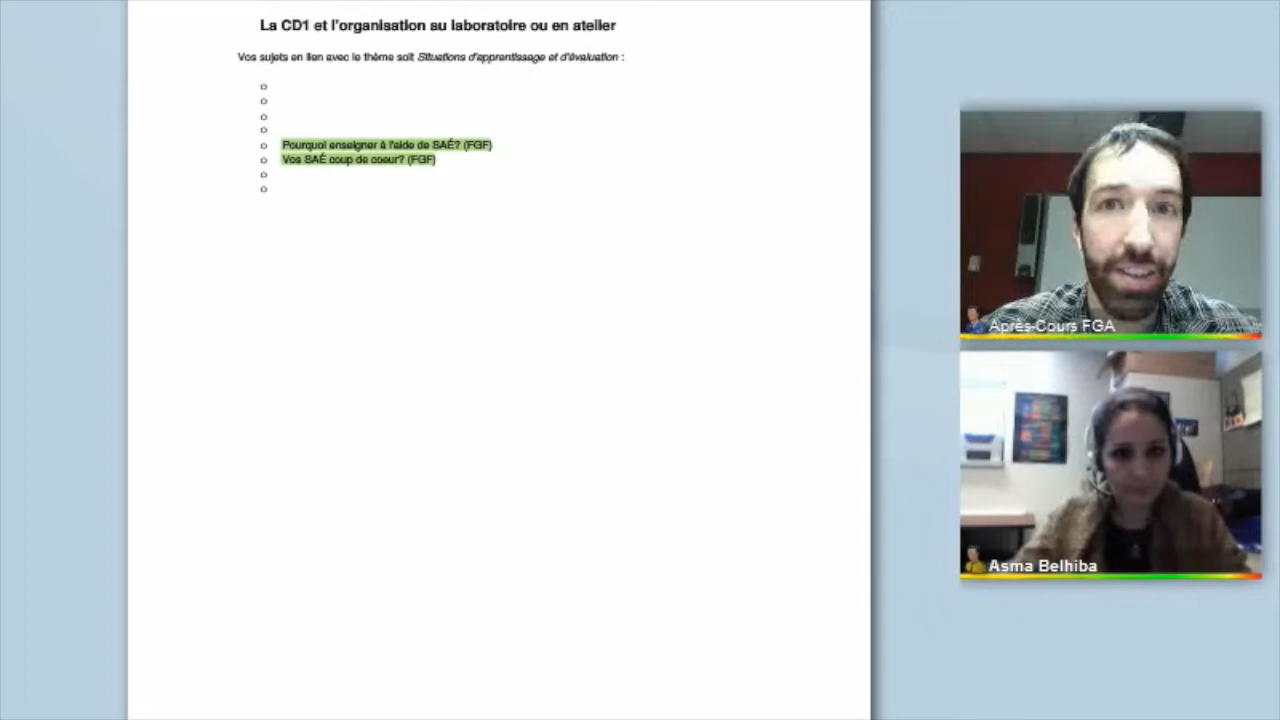 La CD1 et l'organisation au laboratoire ou en atelier
Vos sujets en lien avec le thème soit Situations d'apprentissage et d'évaluation :
Pourquoi enseigner à l'aide de SAÉ? (FGF)
Vos SAÉ coup de coeur? (FGF)
Après-Cours FGA
Asma Belhiba